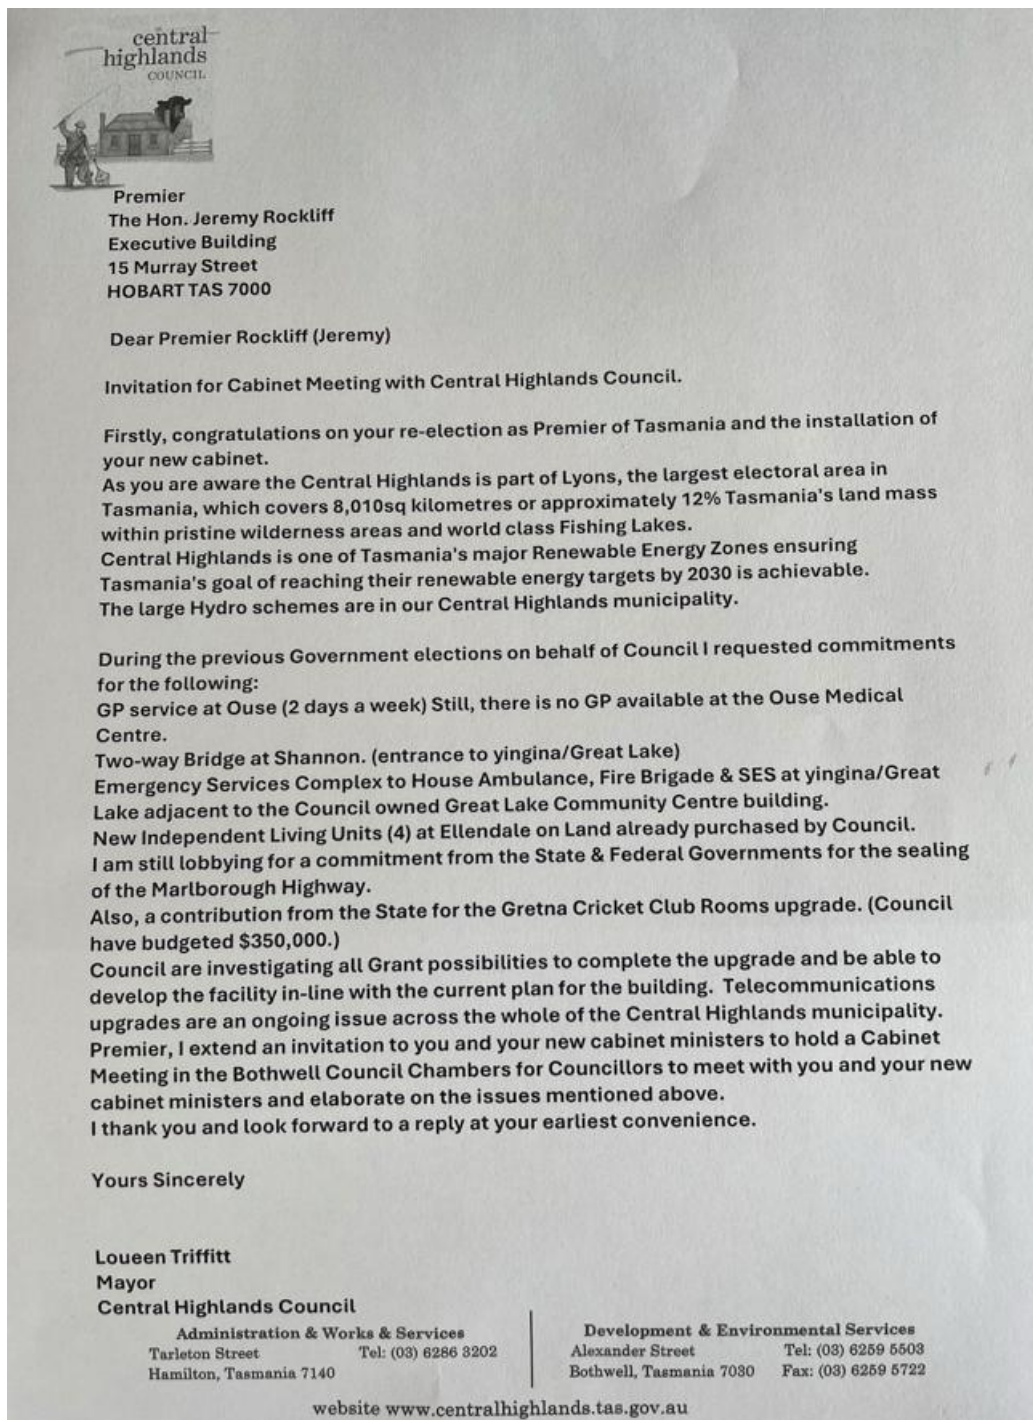 central
highlands
COUNCIL
Premier
The Hon. Jeremy Rockliff
Executive Building
15 Murray Street
HOBART TAS 7000
Dear Premier Rockliff (Jeremy)
Invitation for Cabinet Meeting with Central Highlands Council.
Firstly, congratulations on your re-election as Premier of Tasmania and the installation of
your new cabinet.
As you are aware the Central Highlands is part of Lyons, the largest electoral area in
Tasmania, which covers 8,010sq kilometres or approximately 12% Tasmania's land mass
within pristine wilderness areas and world class Fishing Lakes.
Central Highlands is one of Tasmania's major Renewable Energy Zones ensuring
Tasmania's goal of reaching their renewable energy targets by 2030 is achievable.
The large Hydro schemes are in our Central Highlands municipality.
During the previous Government elections on behalf of Council I requested commitments
for the following:
GP service at Ouse (2 days a week) Still, there is no GP available at the Ouse Medical
Centre.
Two-way Bridge at Shannon. (entrance to yingina/Great Lake)
Emergency Services Complex to House Ambulance, Fire Brigade & SES at yingina/Great
Lake adjacent to the Council owned Great Lake Community Centre building.
New Independent Living Units (4) at Ellendale on Land already purchased by Council.
I am still lobbying for a commitment from the State & Federal Governments for the sealing
of the Marlborough Highway.
Also, a contribution from the State for the Gretna Cricket Club Rooms upgrade. (Council
have budgeted $350,000.)
Council are investigating all Grant possibilities to complete the upgrade and be able to
develop the facility in-line with the current plan for the building. Telecommunications
upgrades are an ongoing issue across the whole of the Central Highlands municipality.
Premier, I extend an invitation to you and your new cabinet ministers to hold a Cabinet
Meeting in the Bothwell Council Chambers for Councillors to meet with you and your new
cabinet ministers and elaborate on the issues mentioned above.
I thank you and look forward to a reply at your earliest convenience.
Yours Sincerely
Loueen Triffitt
Mayor
Central Highlands Council
Administration & Works & Services
Tarleton Street Tel: (03) 6286 3202
Hamilton, Tasmania 7140
Development & Environmental Services
Alexander Street Tel: (03) 6259 5503
Bothwell, Tasmania 7030 Fax: (03) 6259 5722
website www.centralhighlands.tas.gov.au